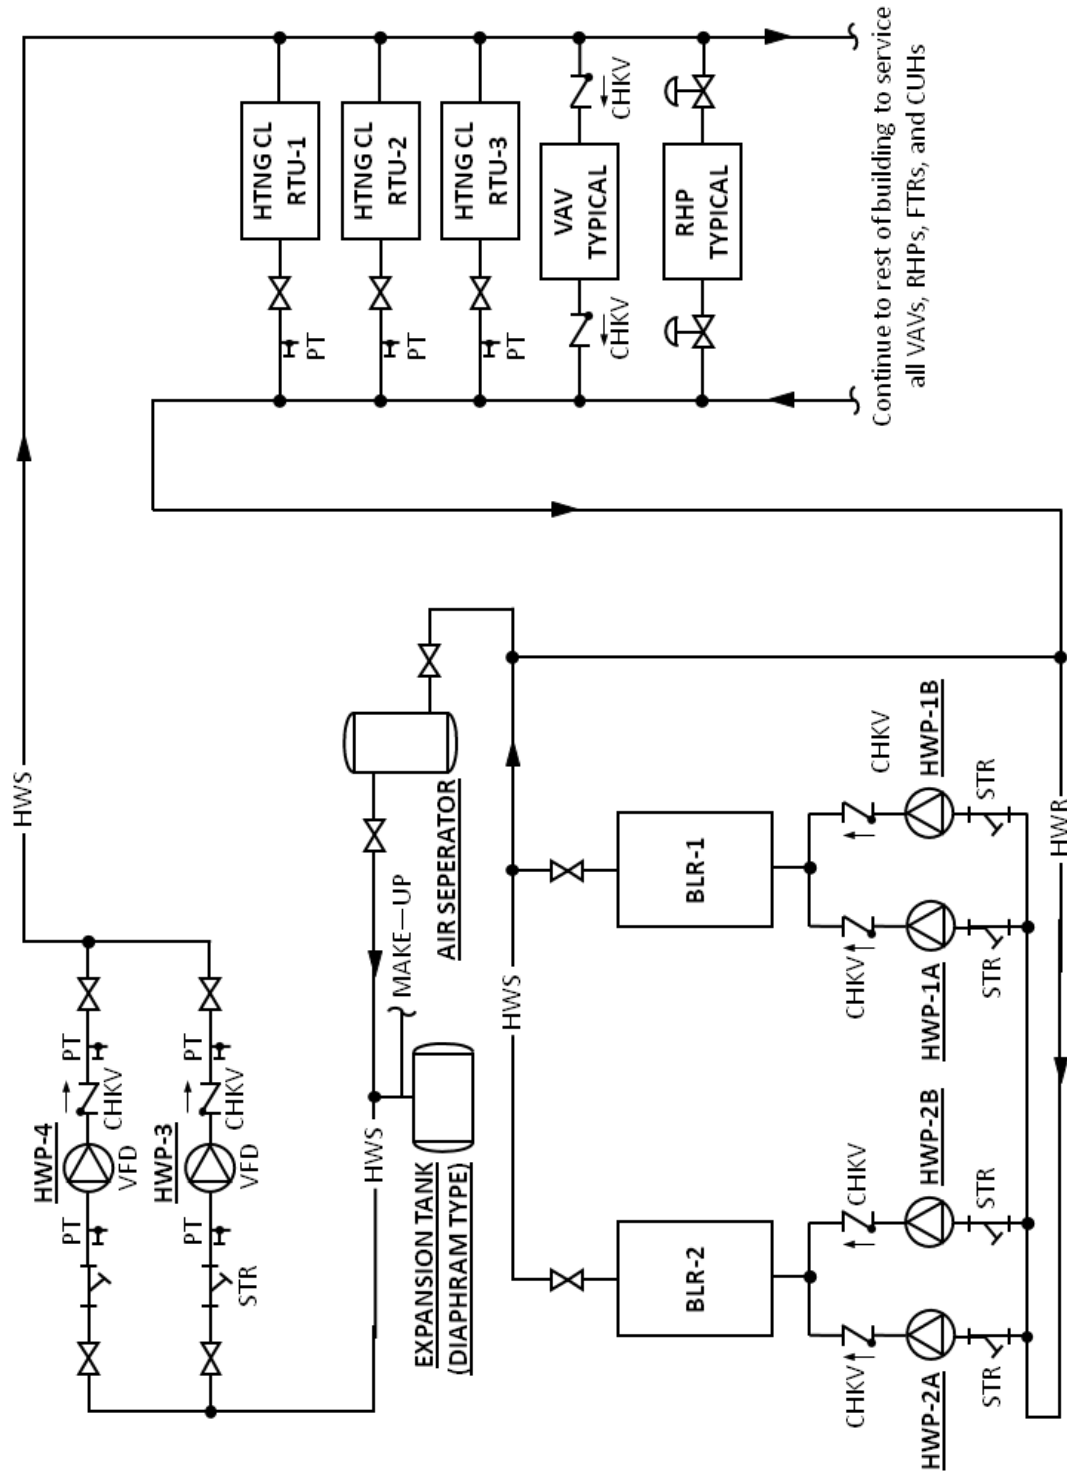 HWP-4
VFD
PT
PT
CHKV
HWP-3
VFD
PT
PT
CHKV
STR
HWS
HWS
EXPANSION TANK
(DIAPHRAM TYPE)
MAKE—UP
AIR SEPERATOR
HTNG CL
RTU-1
PT
HTNG CL
RTU-2
PT
HTNG CL
RTU-3
PT
VAV
TYPICAL
CHKV
CHKV
RHP
TYPICAL
Continue to rest of building to service
all VAVs, RHPs, FTRs, and CUHs
HWS
BLR-2
BLR-1
CHKV
CHKV
CHKV
CHKV
HWP-2A
HWP-2B
HWP-1A
HWP-1B
STR
STR
STR
STR
HWR